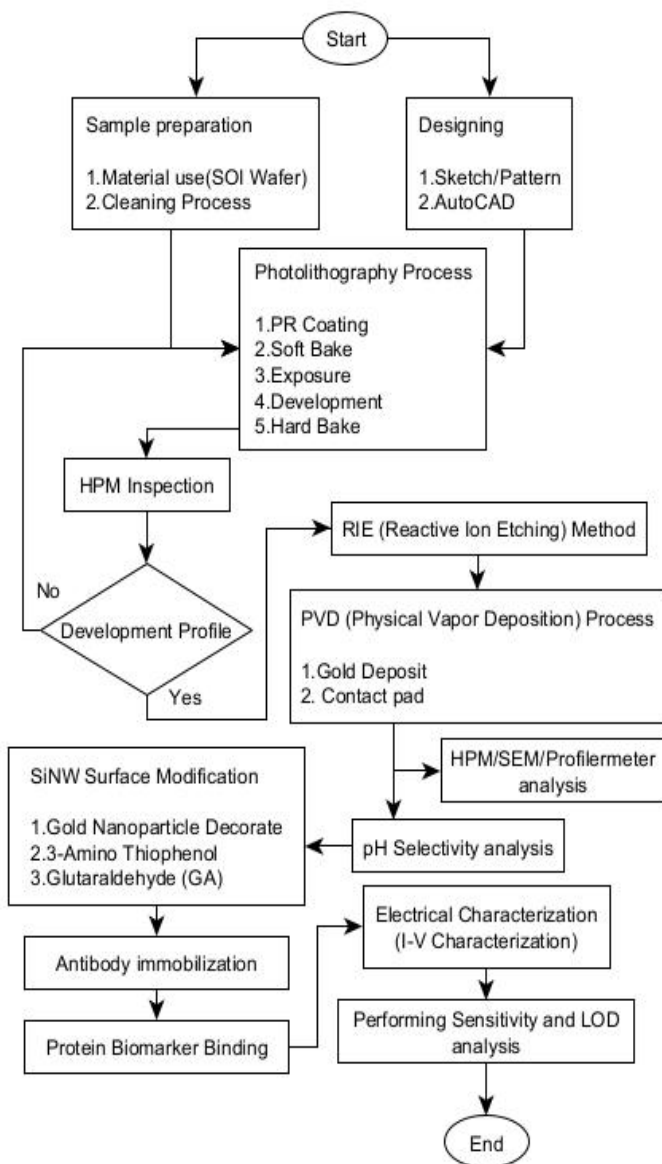 Start
Sample preparation
1.Material use(SOI Wafer)
2.Cleaning Process
Designing
1.Sketch/Pattern
2.AutoCAD
Photolithography Process
1.PR Coating
2.Soft Bake
3.Exposure
4.Development
5.Hard Bake
HPM Inspection
No
Development Profile
Yes
RIE (Reactive Ion Etching) Method
PVD (Physical Vapor Deposition) Process
1.Gold Deposit
2. Contact pad
HPM/SEM/Profilermeter
analysis
pH Selectivity analysis
SiNW Surface Modification
1.Gold Nanoparticle Decorate
2.3-Amino Thiophenol
3.Glutaraldehyde (GA)
Antibody immobilization
Protein Biomarker Binding
Electrical Characterization
(I-V Characterization)
Performing Sensitivity and LOD
analysis
End